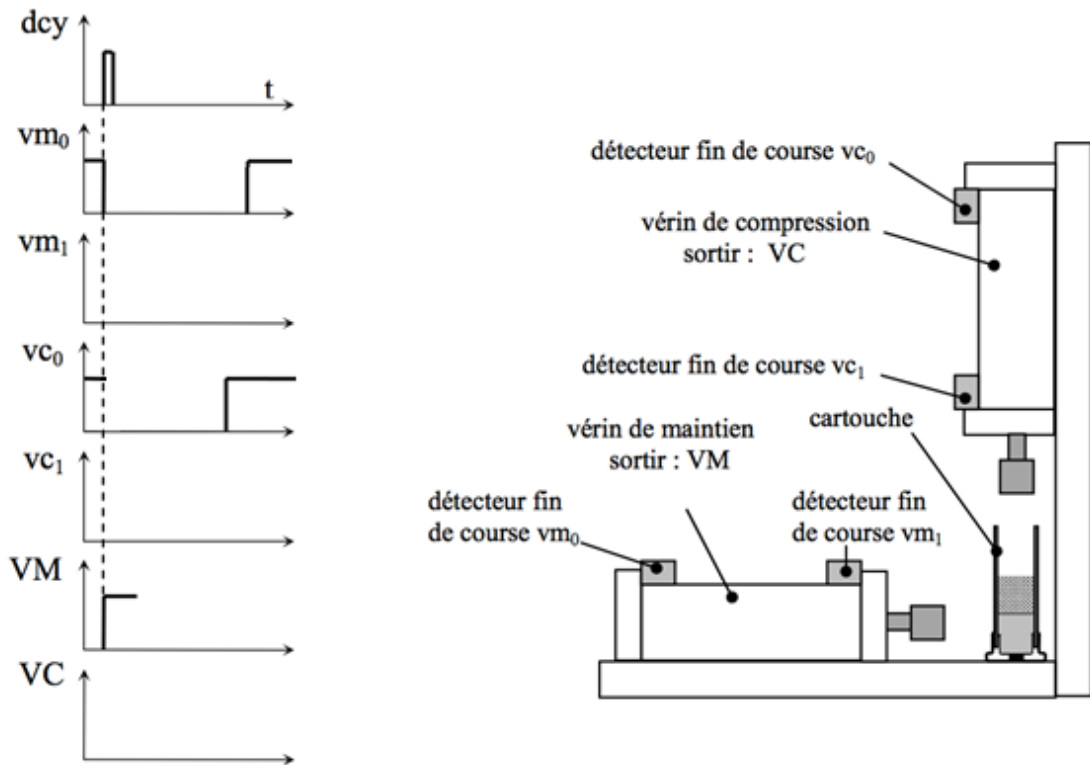 dcy
t
vm₀
vm₁
vc₀
vc₁
VM
VC
détecteur fin de course vc₀
vérin de compression
sortir : VC
détecteur fin de course vc₁
cartouche
vérin de maintien
sortir : VM
détecteur fin
de course vm₀
détecteur fin
de course vm₁